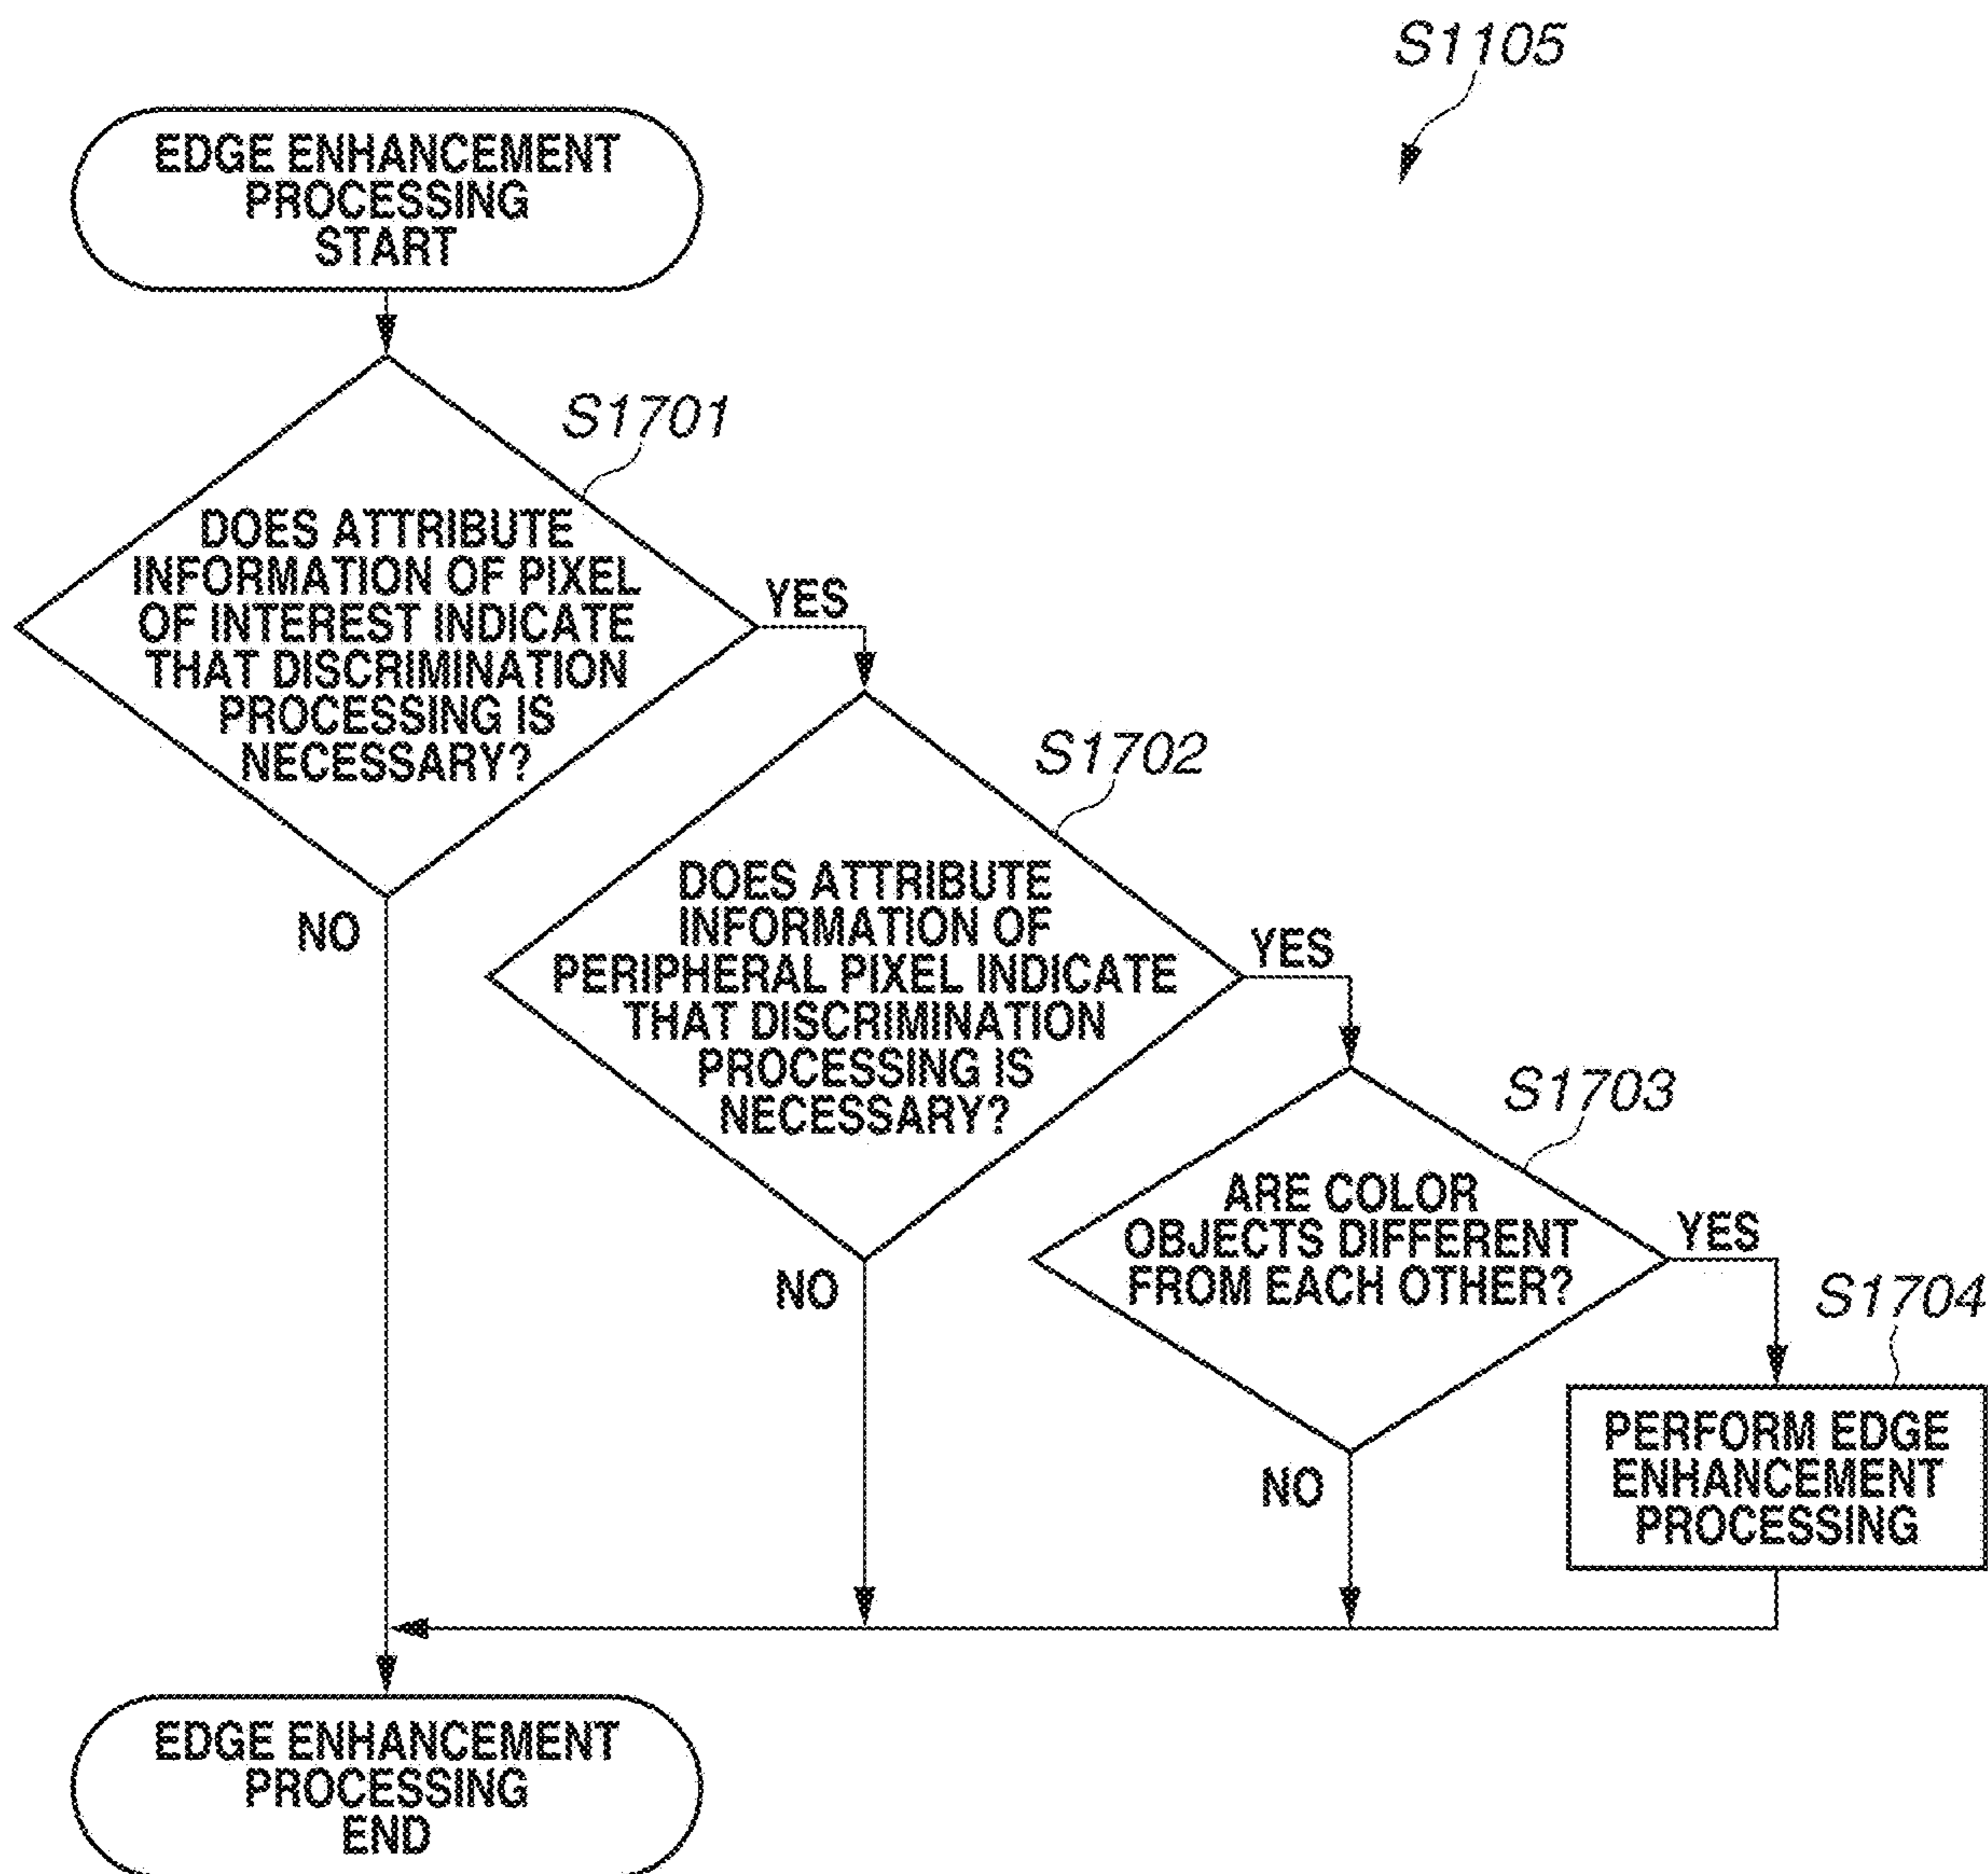 S1105
EDGE ENHANCEMENT
PROCESSING
START
S1701
DOES ATTRIBUTE
INFORMATION OF PIXEL
OF INTEREST INDICATE
THAT DISCRIMINATION
PROCESSING IS
NECESSARY?
YES
NO
S1702
DOES ATTRIBUTE
INFORMATION OF
PERIPHERAL PIXEL INDICATE
THAT DISCRIMINATION
PROCESSING IS
NECESSARY?
YES
NO
S1703
ARE COLOR
OBJECTS DIFFERENT
FROM EACH OTHER?
YES
NO
S1704
PERFORM EDGE
ENHANCEMENT
PROCESSING
EDGE ENHANCEMENT
PROCESSING
END